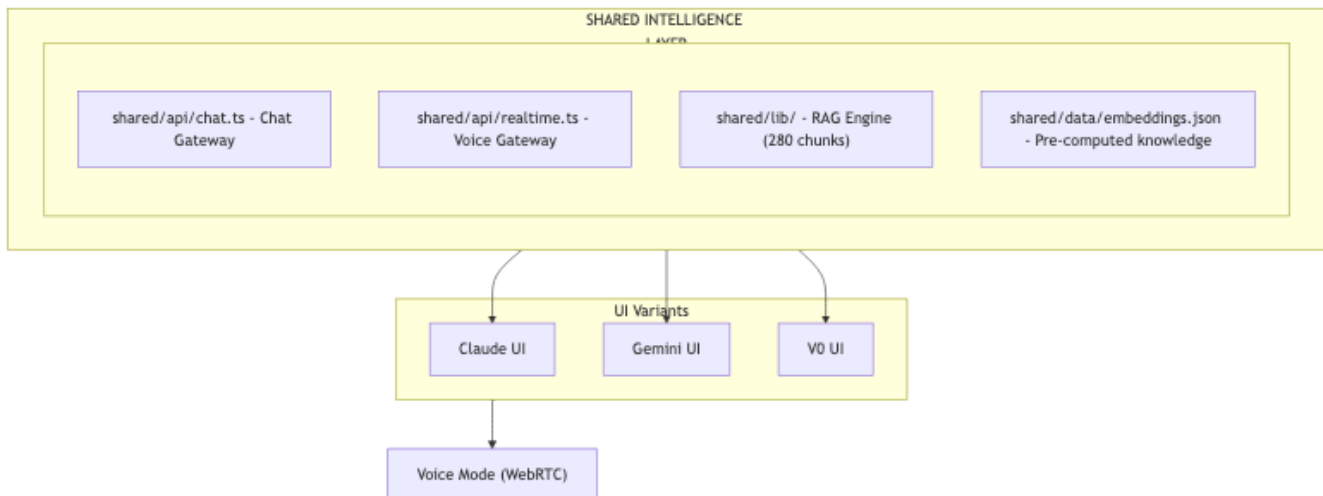 SHARED INTELLIGENCE
LAYER
shared/api/chat.ts - Chat
Gateway
shared/api/realtime.ts -
Voice Gateway
shared/lib/ - RAG Engine
(280 chunks)
shared/data/embeddings.json
- Pre-computed knowledge
UI Variants
Claude UI
Gemini UI
V0 UI
Voice Mode (WebRTC)